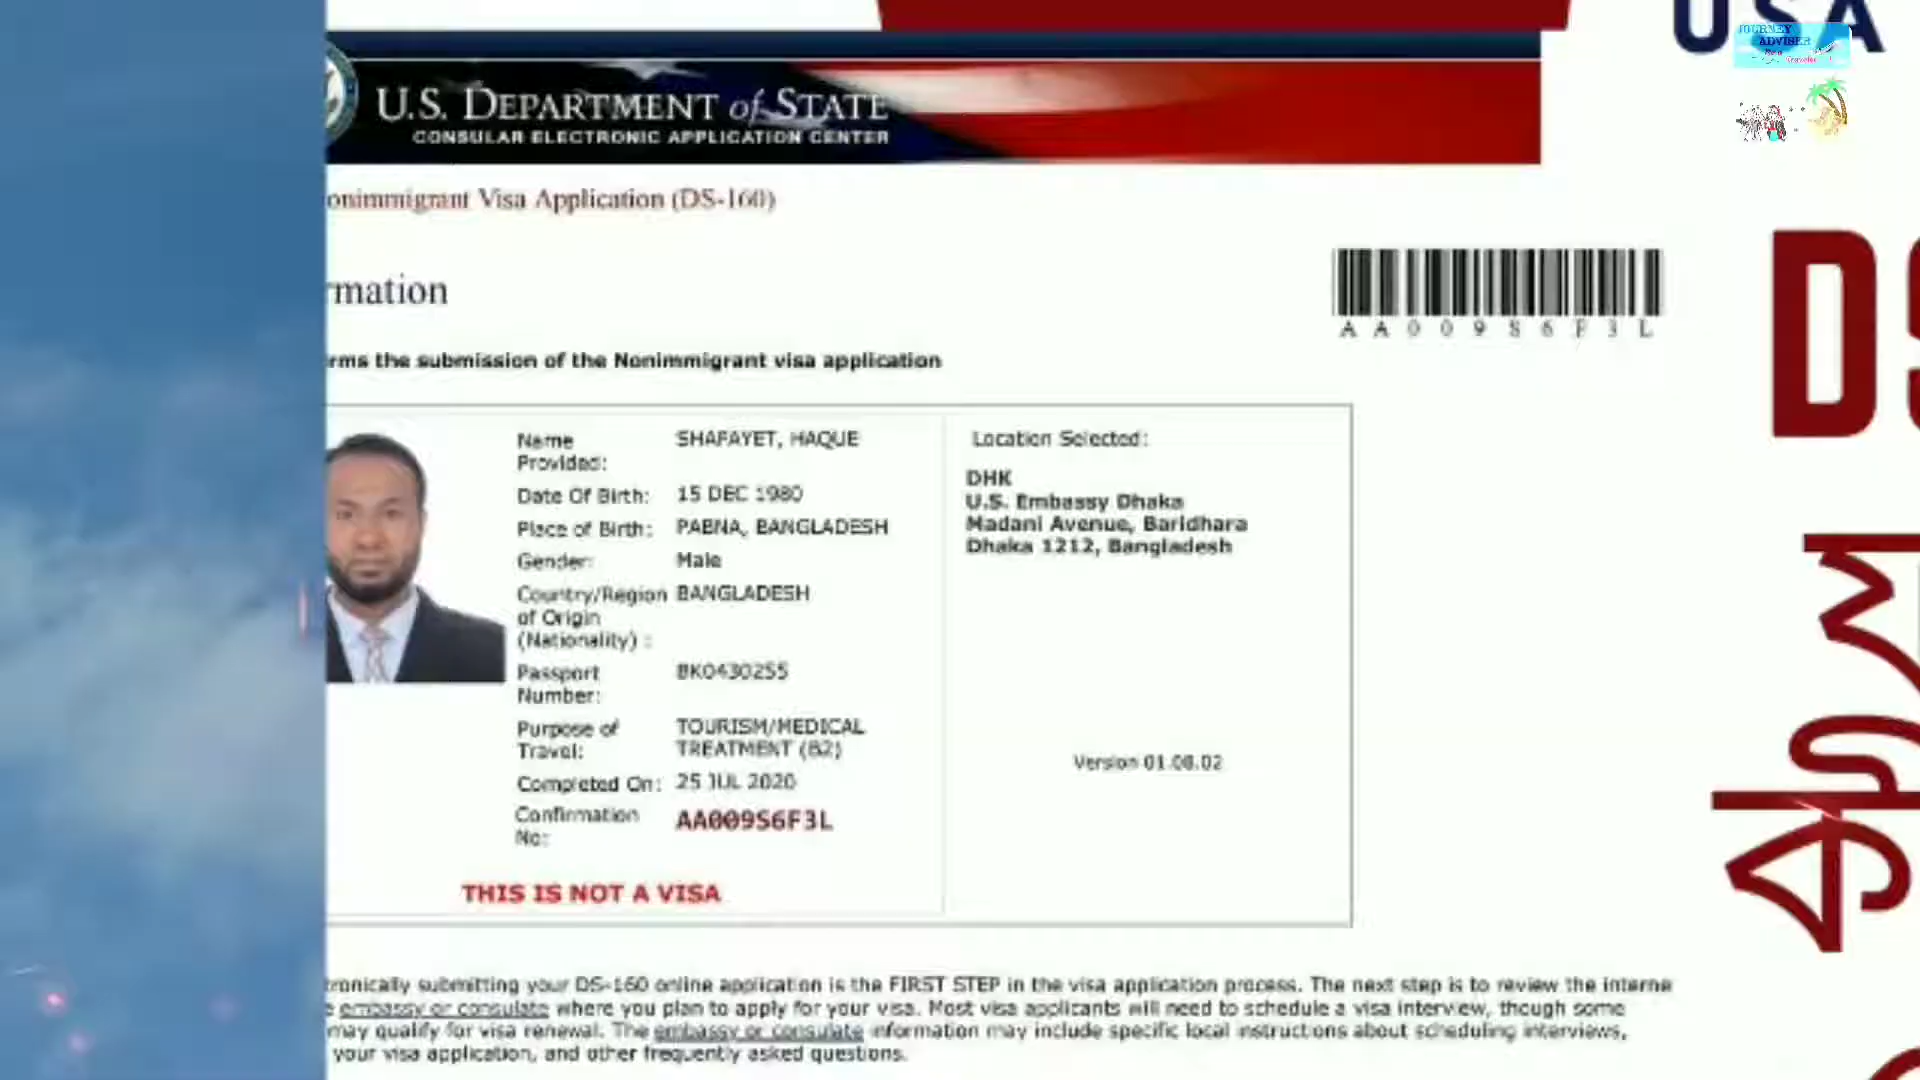 USA
JOURNEY
ADVISER
U.S. DEPARTMENT of STATE
CONSULAR ELECTRONIC APPLICATION CENTER
onimmigrant Visa Application (DS-160)
rmation
AA009S6F3L
rms the submission of the Nonimmigrant visa application
Name Provided: SHAFAYET, HAQUE
Date Of Birth: 15 DEC 1980
Place of Birth: PABNA, BANGLADESH
Gender: Male
Country/Region of Origin (Nationality) : BANGLADESH
Passport Number: BK0430255
Purpose of Travel: TOURISM/MEDICAL TREATMENT (B2)
Completed On: 25 JUL 2020
Confirmation No: AA009S6F3L
THIS IS NOT A VISA
Location Selected:
DHK
U.S. Embassy Dhaka
Madani Avenue, Baridhara
Dhaka 1212, Bangladesh
Version 01.08.02
DS
tronically submitting your DS-160 online application is the FIRST STEP in the visa application process. The next step is to review the interne
e embassy or consulate where you plan to apply for your visa. Most visa applicants will need to schedule a visa interview, though some
may qualify for visa renewal. The embassy or consulate information may include specific local instructions about scheduling interviews,
your visa application, and other frequently asked questions.